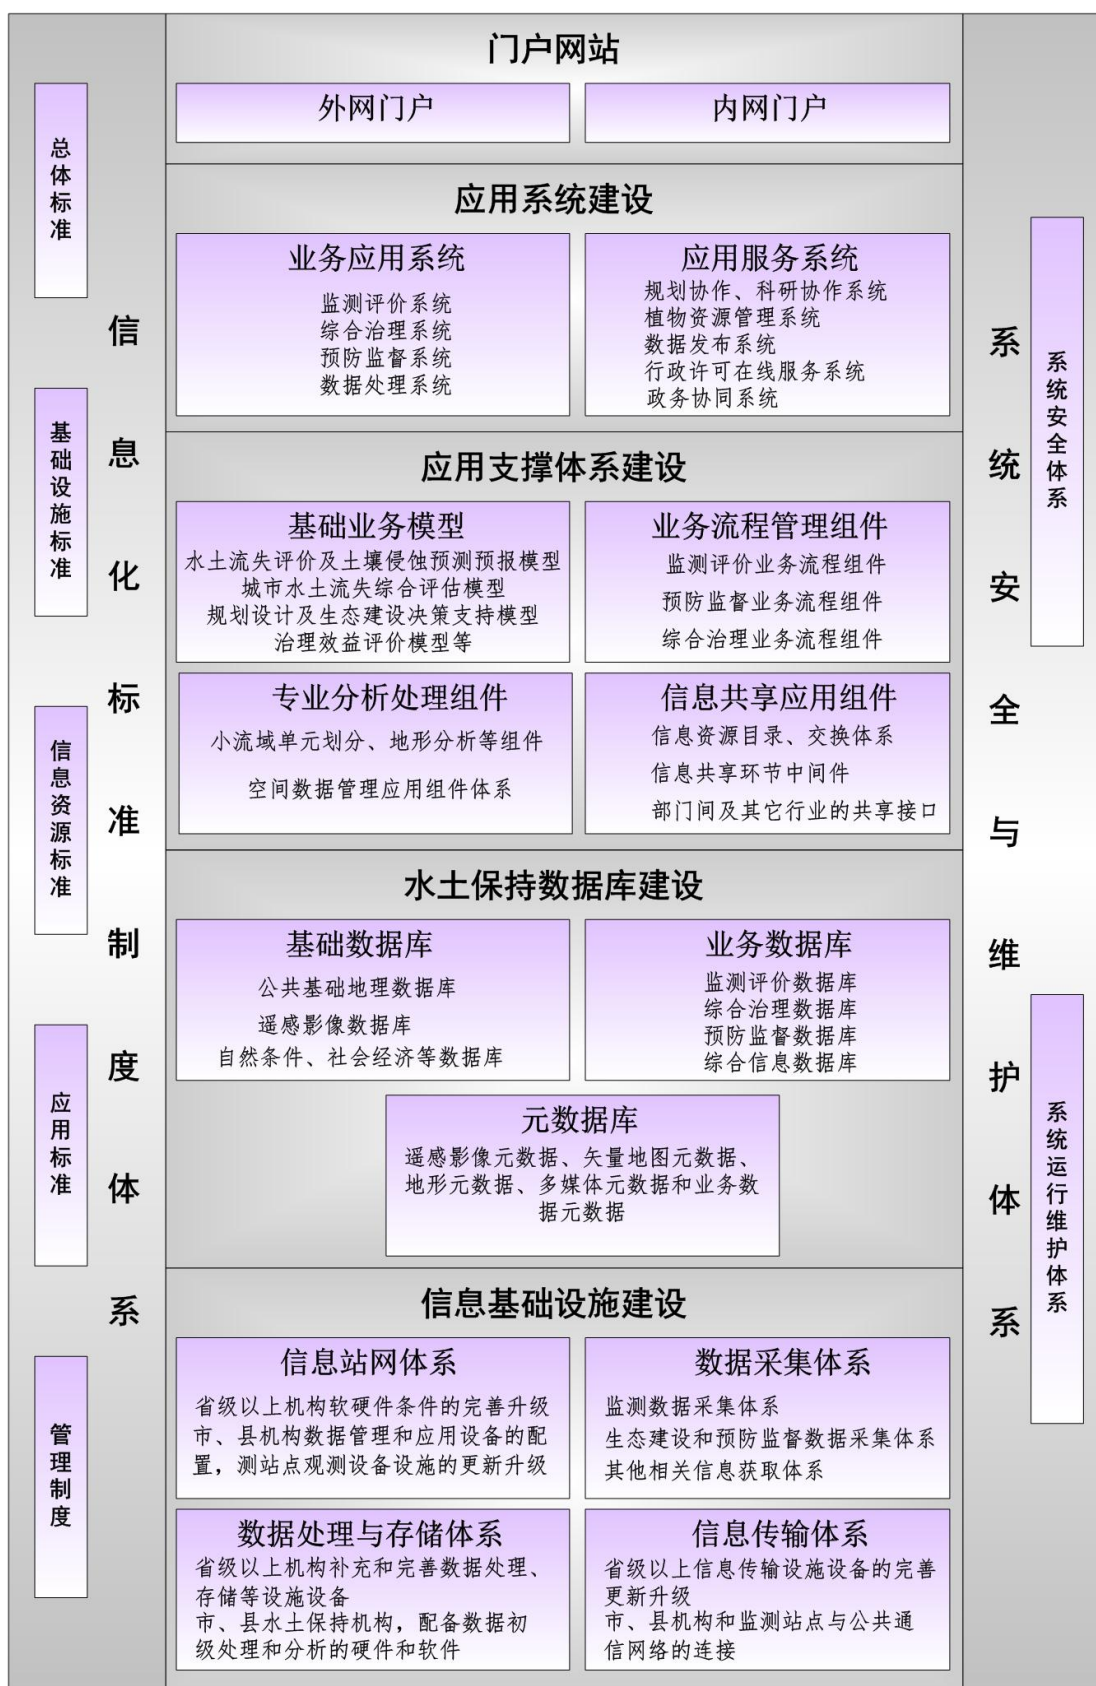 门户网站
外网门户
内网门户
应用系统建设
业务应用系统
监测评价系统
综合治理系统
预防监督系统
数据处理系统
应用服务系统
规划协作、科研协作系统
植物资源管理系统
数据发布系统
行政许可在线服务系统
政务协同系统
应用支撑体系建设
基础业务模型
水土流失评价及土壤侵蚀预测预报模型
城市水土流失综合评估模型
规划设计及生态建设决策支持模型
治理效益评价模型等
业务流程管理组件
监测评价业务流程组件
预防监督业务流程组件
综合治理业务流程组件
专业分析处理组件
小流域单元划分、地形分析等组件
空间数据管理应用组件体系
信息共享应用组件
信息资源目录、交换体系
信息共享环节中间件
部门间及其它行业的共享接口
水土保持数据库建设
基础数据库
公共基础地理数据库
遥感影像数据库
自然条件、社会经济等数据库
业务数据库
监测评价数据库
综合治理数据库
预防监督数据库
综合信息数据库
元数据库
遥感影像元数据、矢量地图元数据、
地形元数据、多媒体元数据和业务数
据元数据
信息基础设施建设
信息站网体系
省级以上机构软硬件条件的完善升级
市、县机构数据管理和应用设备的配
置，测站点观测设备设施的更新升级
数据采集体系
监测数据采集体系
生态建设和预防监督数据采集体系
其他相关信息获取体系
数据处理与存储体系
省级以上机构补充和完善数据处理、
存储等设施设备
市、县水土保持机构，配备数据初
级处理和分析的硬件和软件
信息传输体系
省级以上信息传输设施设备的完善
更新升级
市、县机构和监测站点与公共通
信网络的连接
信息化标准制度体系
总体标准
基础设施标准
信息资源标准
应用标准
管理制度
系统安全与维护体系
系统安全体系
系统运行维护体系